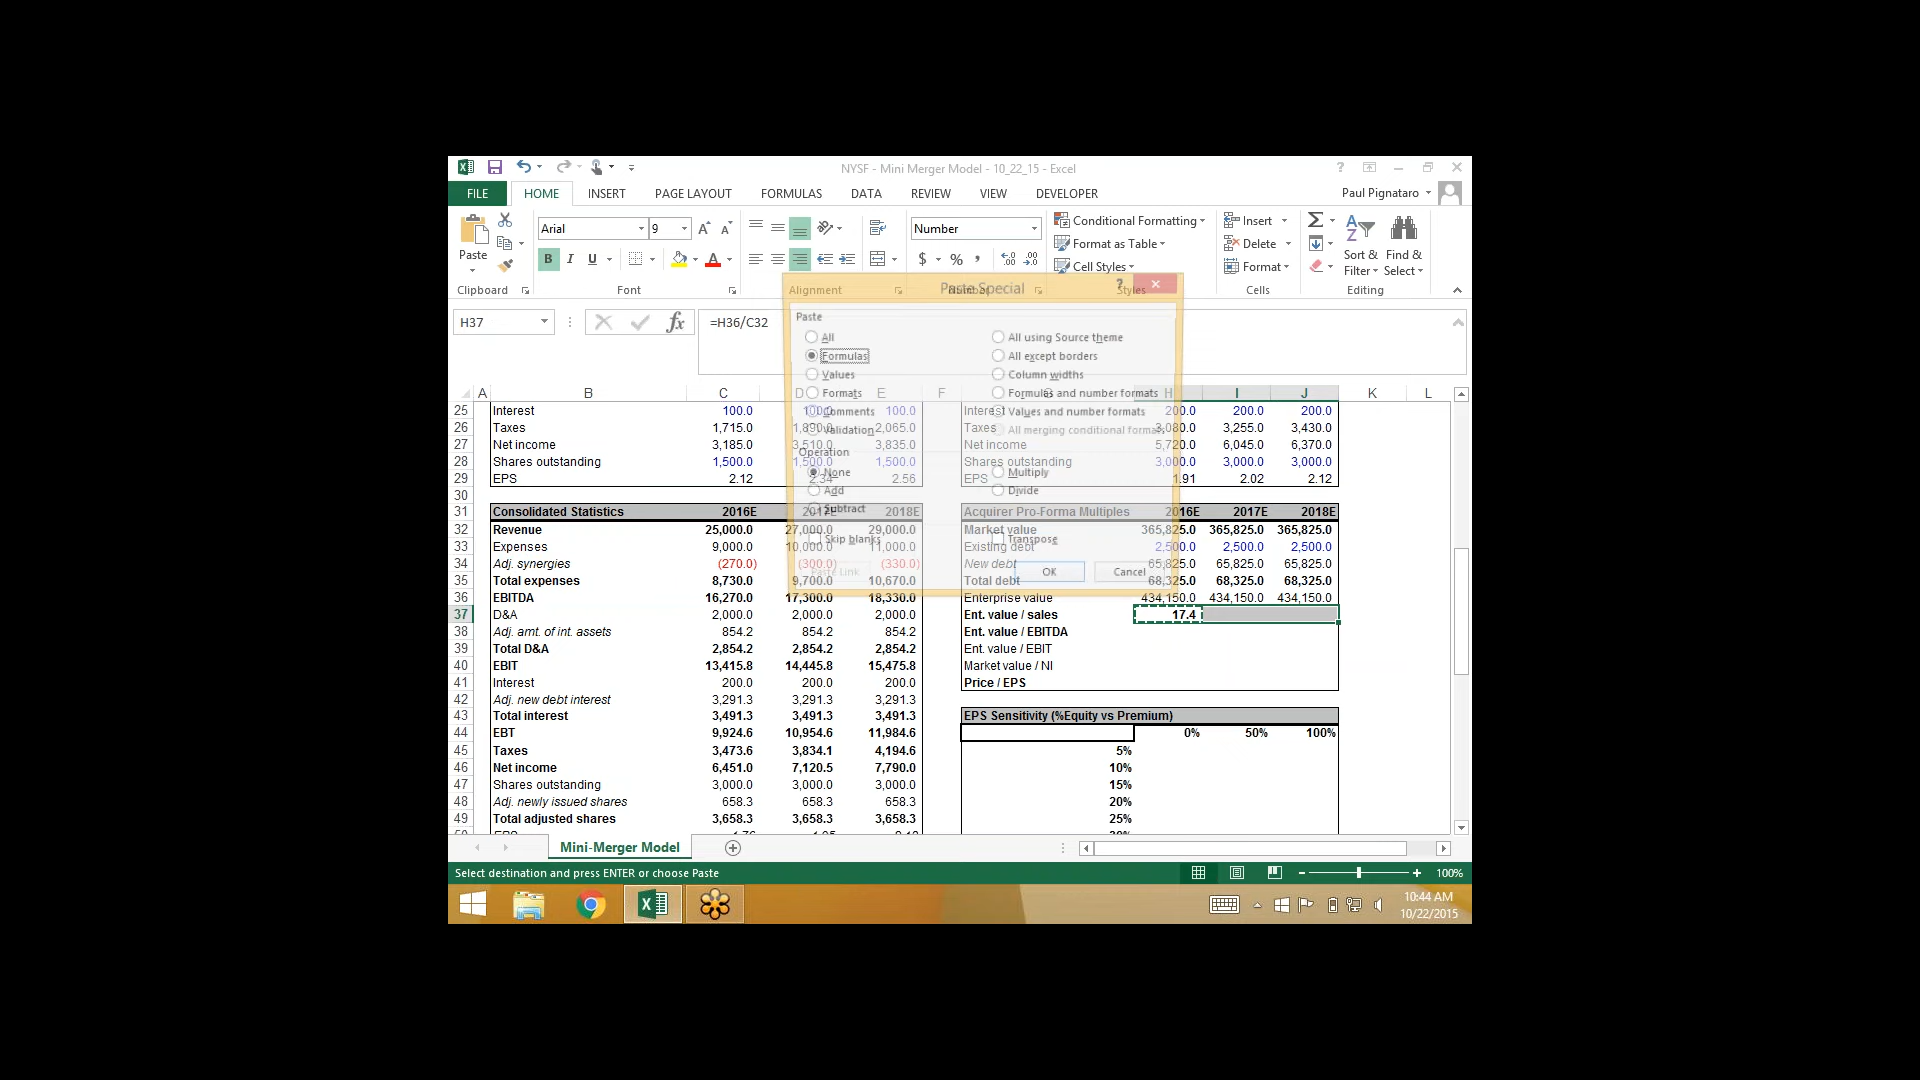 NYSF - Mini Merger Model - 10_22_15 - Excel
FILE HOME INSERT PAGE LAYOUT FORMULAS DATA REVIEW VIEW DEVELOPER Paul Pignataro
Paste Arial 9 Number Conditional Formatting Format as Table Cell Styles Insert Delete Format Sort & Filter Find & Select
B I U A $ %
Clipboard Font Alignment Number Styles Cells Editing
H37 fx =H36/C32
Paste Special
Paste
All All using Source theme
Formulas All except borders
Values Column widths
Formats Formulas and number formats
Comments Values and number formats
Validation All merging conditional formats
Operation
None Multiply
Add Divide
Subtract
Skip blanks Transpose
Paste Link OK Cancel
A B C D E F G H I J K L
25 Interest 100.0 100.0 100.0 Interest 200.0 200.0 200.0
26 Taxes 1,715.0 1,890.0 2,065.0 Taxes 3,080.0 3,255.0 3,430.0
27 Net income 3,185.0 3,510.0 3,835.0 Net income 5,720.0 6,045.0 6,370.0
28 Shares outstanding 1,500.0 1,500.0 1,500.0 Shares outstanding 3,000.0 3,000.0 3,000.0
29 EPS 2.12 2.34 2.56 EPS 1.91 2.02 2.12
30
31 Consolidated Statistics 2016E 2017E 2018E Acquirer Pro-Forma Multiples 2016E 2017E 2018E
32 Revenue 25,000.0 27,000.0 29,000.0 Market value 365,825.0 365,825.0 365,825.0
33 Expenses 9,000.0 10,000.0 11,000.0 Existing debt 2,500.0 2,500.0 2,500.0
34 Adj. synergies (270.0) (300.0) (330.0) New debt 65,825.0 65,825.0 65,825.0
35 Total expenses 8,730.0 9,700.0 10,670.0 Total debt 68,325.0 68,325.0 68,325.0
36 EBITDA 16,270.0 17,300.0 18,330.0 Enterprise value 434,150.0 434,150.0 434,150.0
37 D&A 2,000.0 2,000.0 2,000.0 Ent. value / sales 17.4
38 Adj. amt. of int. assets 854.2 854.2 854.2 Ent. value / EBITDA
39 Total D&A 2,854.2 2,854.2 2,854.2 Ent. value / EBIT
40 EBIT 13,415.8 14,445.8 15,475.8 Market value / NI
41 Interest 200.0 200.0 200.0 Price / EPS
42 Adj. new debt interest 3,291.3 3,291.3 3,291.3
43 Total interest 3,491.3 3,491.3 3,491.3 EPS Sensitivity (%Equity vs Premium)
44 EBT 9,924.6 10,954.6 11,984.6 0% 50% 100%
45 Taxes 3,473.6 3,834.1 4,194.6 5%
46 Net income 6,451.0 7,120.5 7,790.0 10%
47 Shares outstanding 3,000.0 3,000.0 3,000.0 15%
48 Adj. newly issued shares 658.3 658.3 658.3 20%
49 Total adjusted shares 3,658.3 3,658.3 3,658.3 25%
Mini-Merger Model
Select destination and press ENTER or choose Paste 100%
10:44 AM
10/22/2015